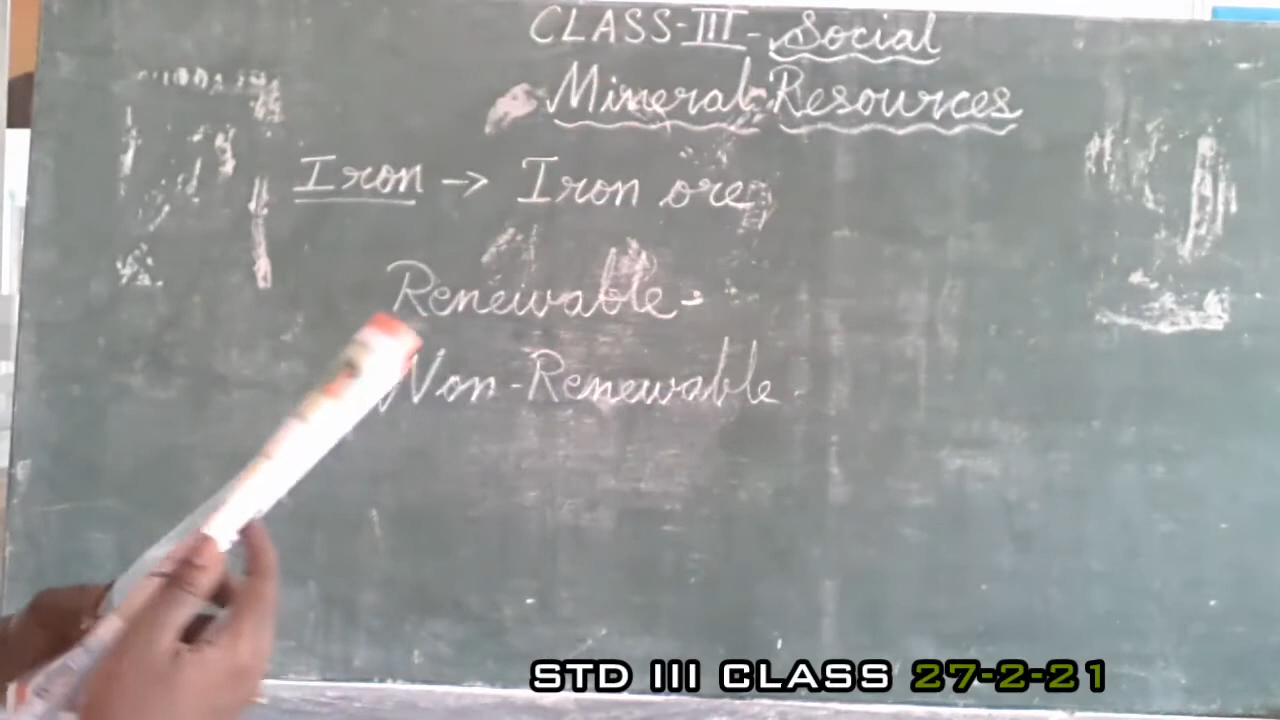 CLASS-III- Social
Mineral Resources
Iron -> Iron ore
Renewable -
Non-Renewable -
STD III CLASS 27-2-21